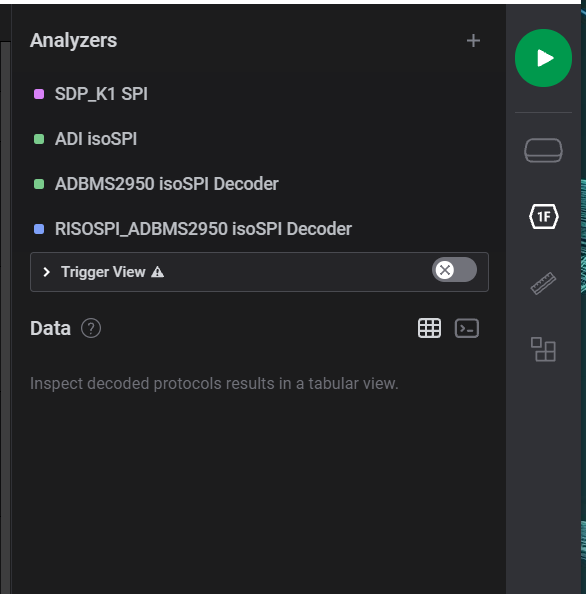 Analyzers
SDP_K1 SPI
ADI isoSPI
ADBMS2950 isoSPI Decoder
RISOSPI_ADBMS2950 isoSPI Decoder
Trigger View
Data
Inspect decoded protocols results in a tabular view.
1F